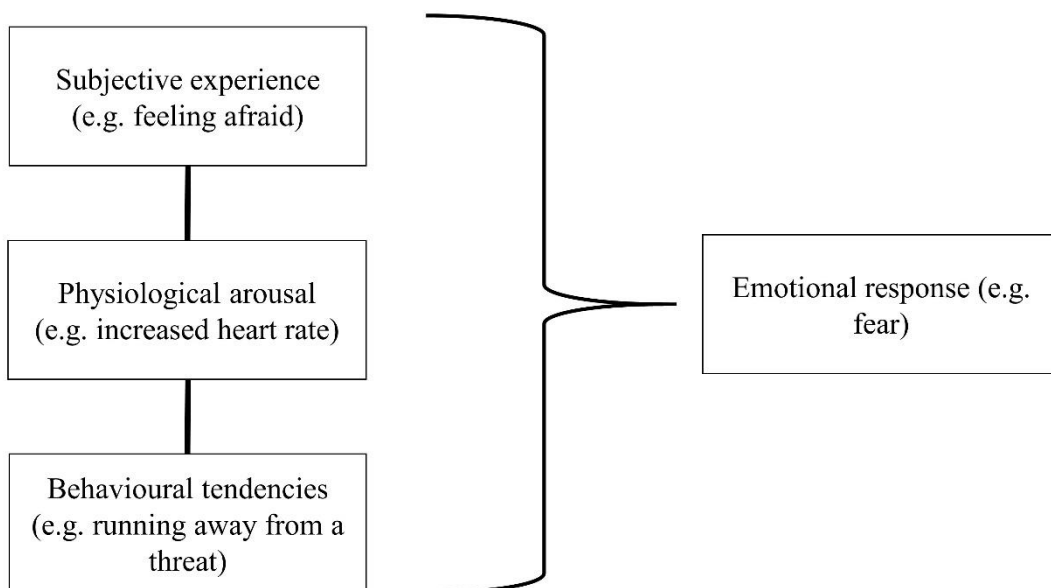 Subjective experience
(e.g. feeling afraid)
Physiological arousal
(e.g. increased heart rate)
Behavioural tendencies
(e.g. running away from a
threat)
Emotional response (e.g.
fear)